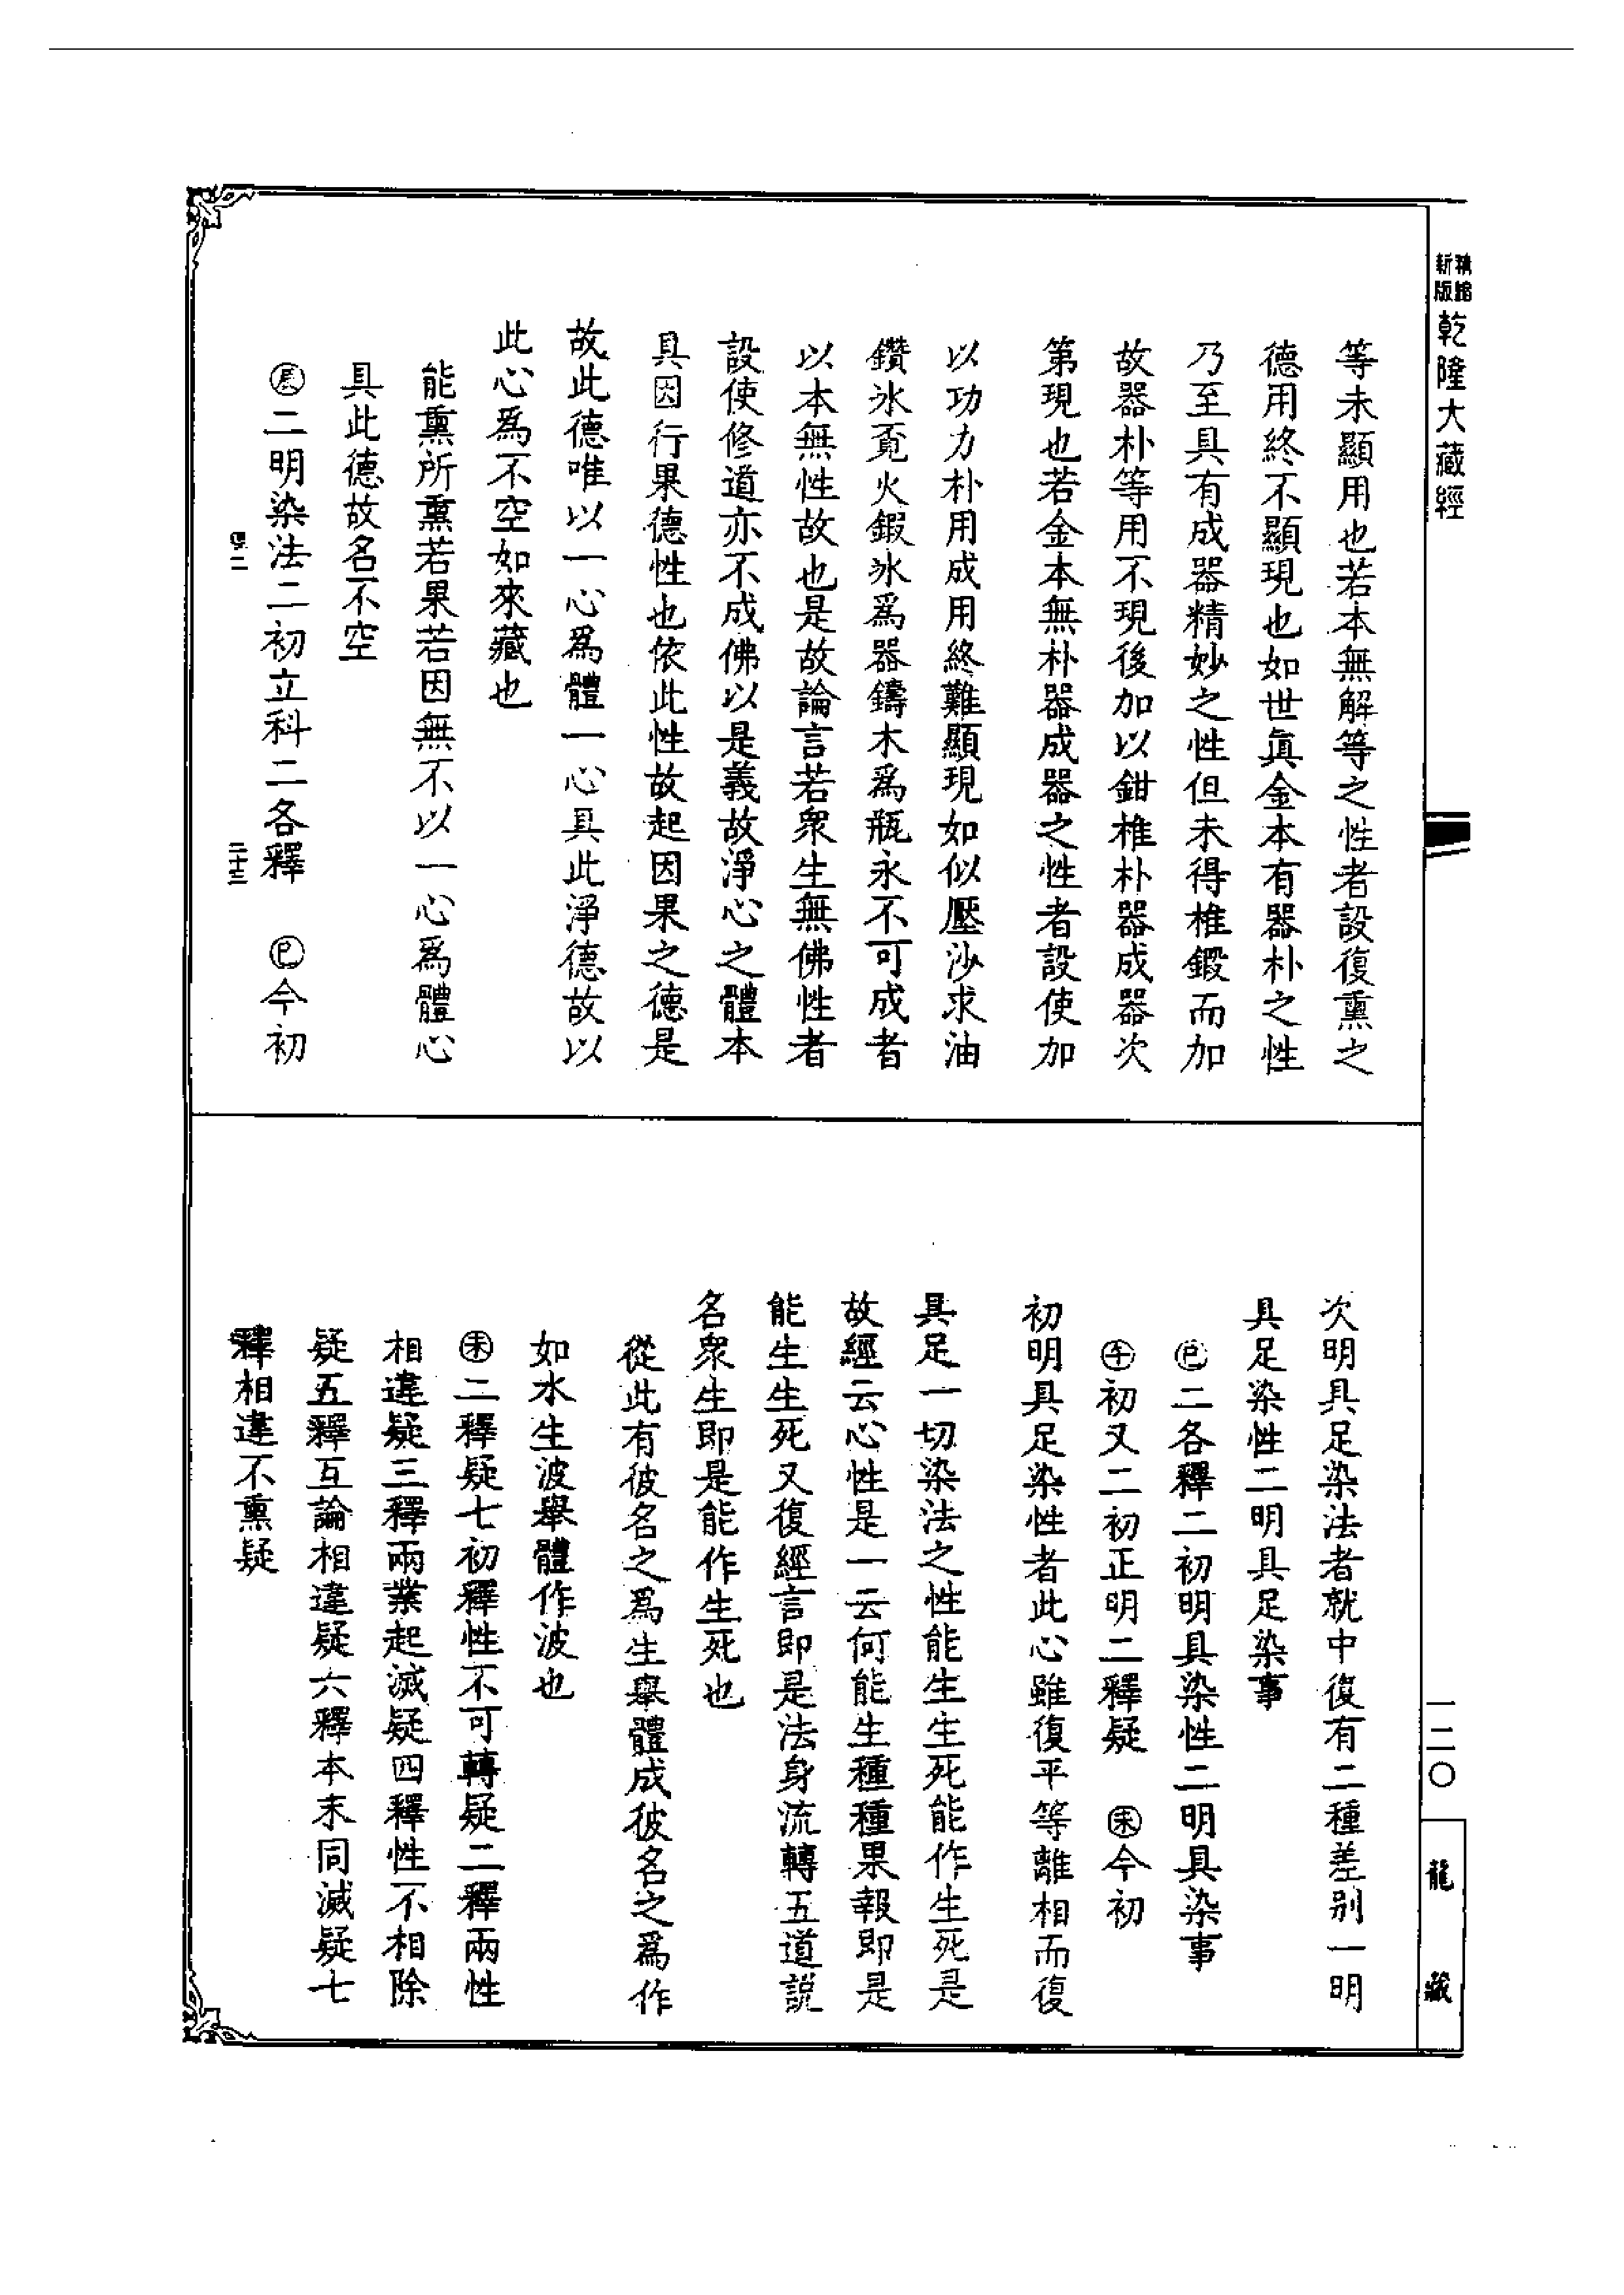 新版
精縮
乾隆大藏經
等未顯用也若本無解等之性者設復熏之
德用終不顯現也如世眞金本有器朴之性
乃至具有成器精妙之性但未得椎鍛而加
故器朴等用不現後加以鉗椎朴器成器次
第現也若金本無朴器成器之性者設使加
以功力朴用成用終難顯現如似壓沙求油
鑽氷覓火鍜氷爲器鑄木爲瓶永不可成者
以本無性故也是故論言若衆生無佛性者
設使修道亦不成佛以是義故淨心之體本
具因行果德性也依此性故起因果之德是
故此德唯以一心爲體一心具此淨德故以
此心爲不空如來藏也
能熏所熏若果若因無不以一心爲體心
具此德故名不空
㊀辰二明染法二初立科二各釋　巳今初
二十三
次明具足染法者就中復有二種差别一明
具足染性二明具足染事
巳二各釋二初明具染性二明具染事
午初又二初正明二釋疑　未今初
初明具足染性者此心雖復平等離相而復
具足一切染法之性能生生死能作生死是
故經云心性是一云何能生種種果報即是
能生生死又復經言即是法身流轉五道説
名衆生即是能作生死也
從此有彼名之爲生舉體成彼名之爲作
如水生波舉體作波也
未二釋疑七初釋性不可轉疑二釋兩性
相違疑三釋兩業起滅疑四釋性不相除
疑五釋互論相違疑六釋本末同滅疑七
釋相違不熏疑
一二〇
龍藏